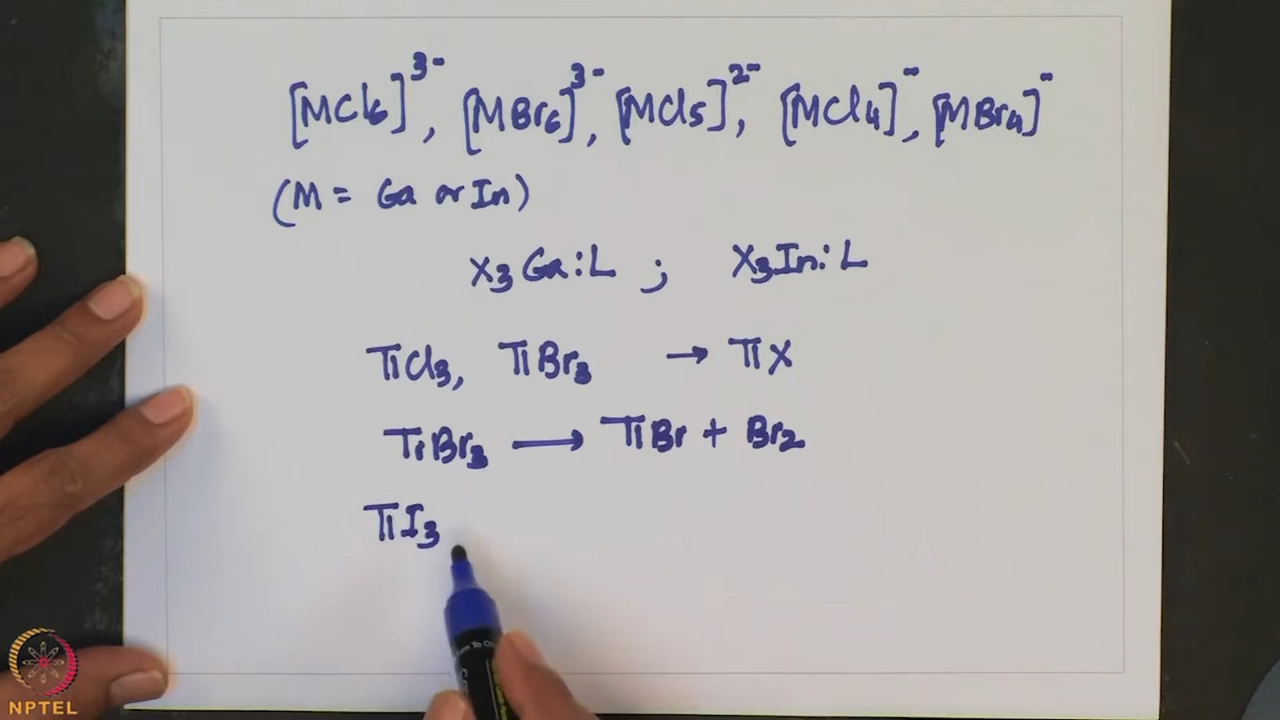 [MCl6]3-, [MBr6]3-, [MCl5]2-, [MCl4]-, [MBr4]-
(M = Ga or In)
X3Ga:L ; X3In:L
TlCl3, TlBr3 → TlX
TlBr3 → TlBr + Br2
TlI3
NPTEL